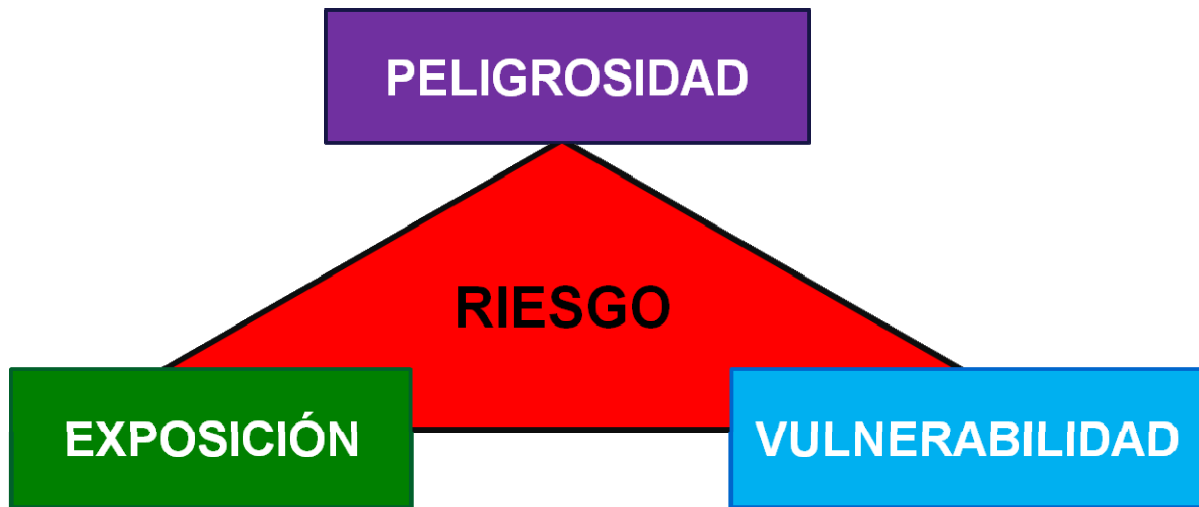 PELIGROSIDAD
RIESGO
EXPOSICIÓN
VULNERABILIDAD